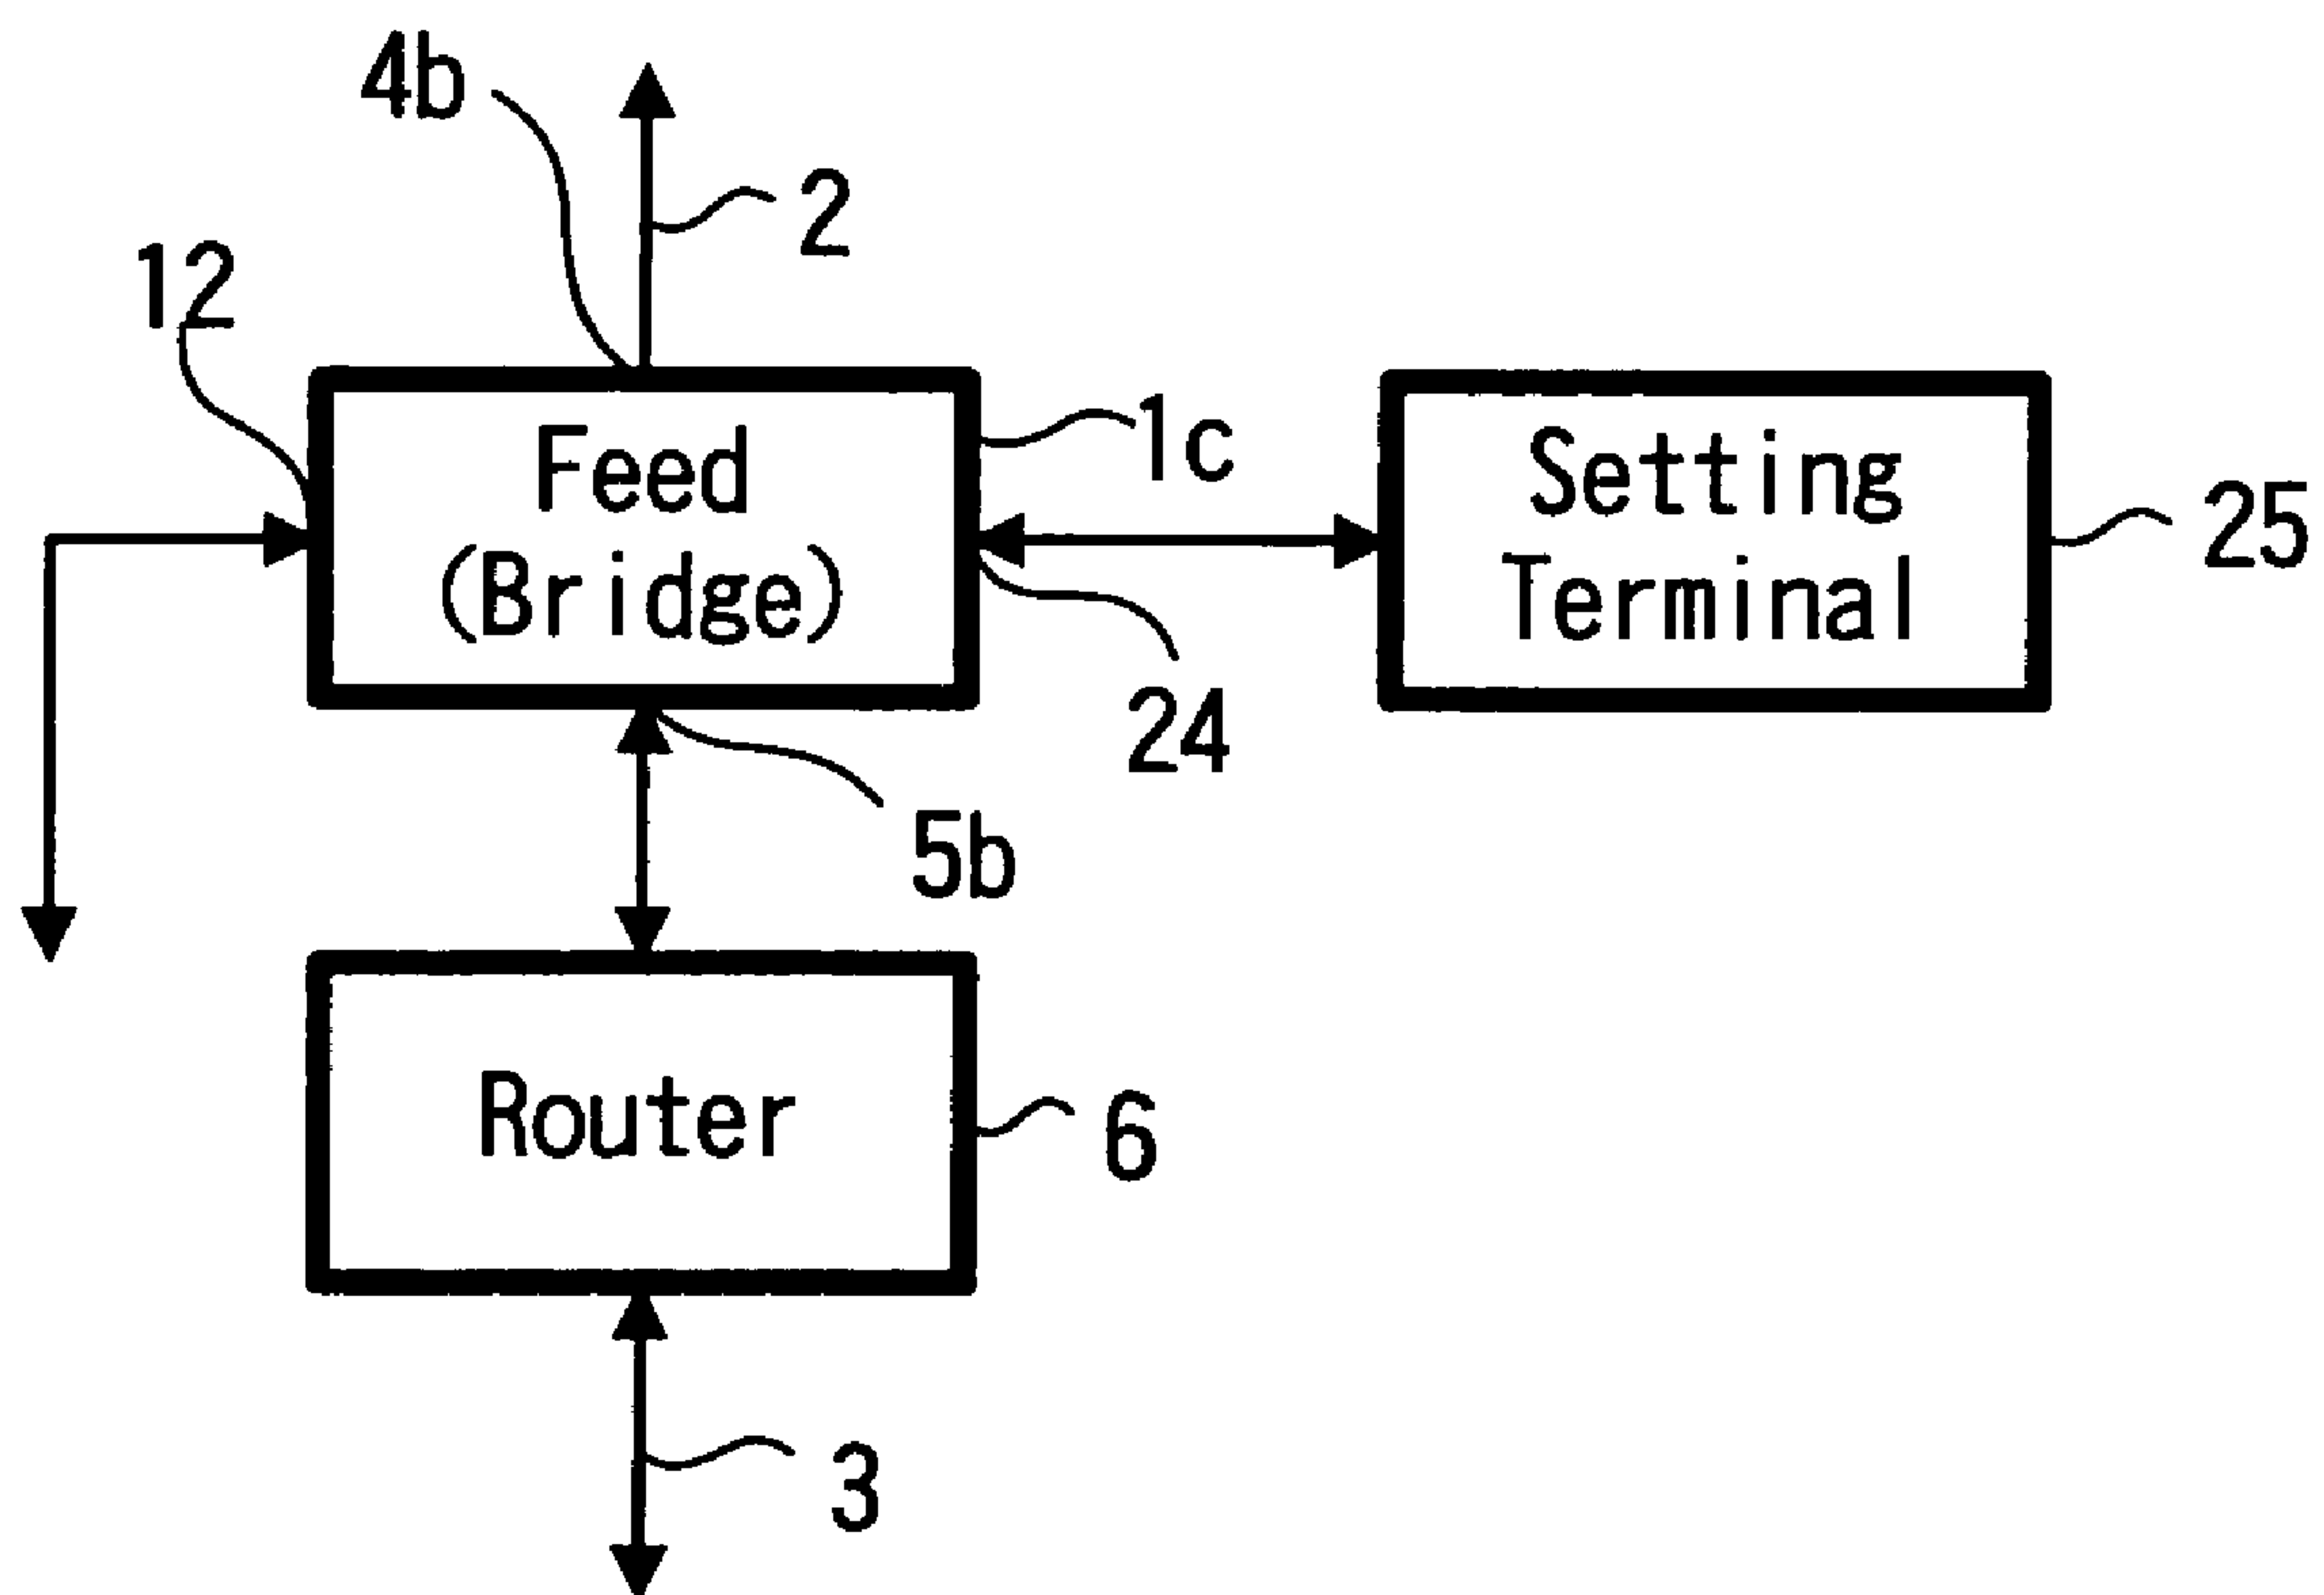 4b
2
12
Feed
(Bridge)
1c
Setting
Terminal
25
24
5b
Router
6
3